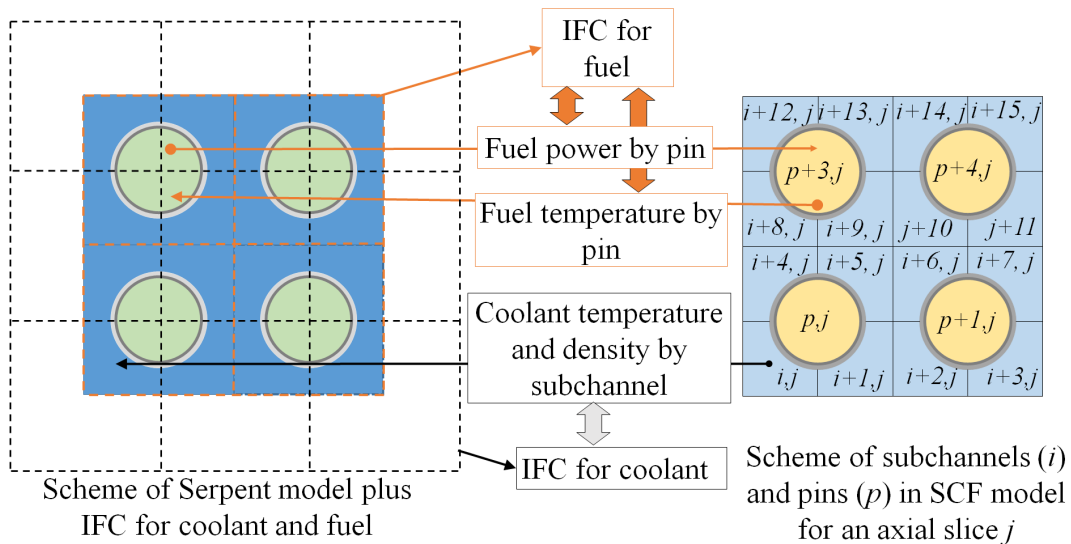 IFC for
fuel
Fuel power by pin
Fuel temperature by
pin
Coolant temperature
and density by
subchannel
IFC for coolant
Scheme of Serpent model plus
IFC for coolant and fuel
i+12, j i+13, j i+14, j i+15, j
p+3,j p+4,j
i+8, j i+9, j j+10 j+11
i+4, j i+5, j i+6, j i+7, j
p,j p+1,j
i,j i+1, j i+2, j i+3, j
Scheme of subchannels (i)
and pins (p) in SCF model
for an axial slice j